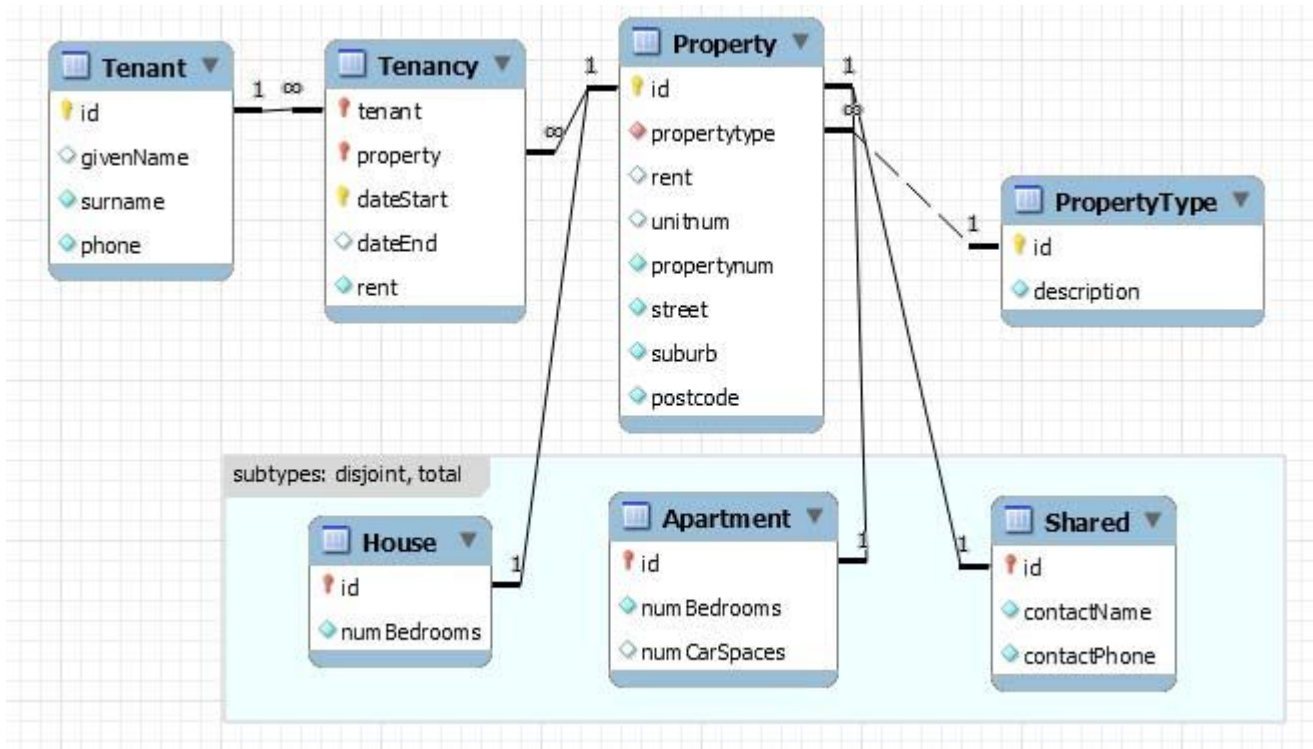 Tenant
id
givenName
surname
phone
1 ∞
Tenancy
tenant
property
dateStart
dateEnd
rent
∞
1
Property
id
propertytype
rent
unitnum
propertynum
street
suburb
postcode
1
∞
1
PropertyType
id
description
subtypes: disjoint, total
House
id
numBedrooms
1
Apartment
id
numBedrooms
numCarSpaces
1
Shared
id
contactName
contactPhone
1